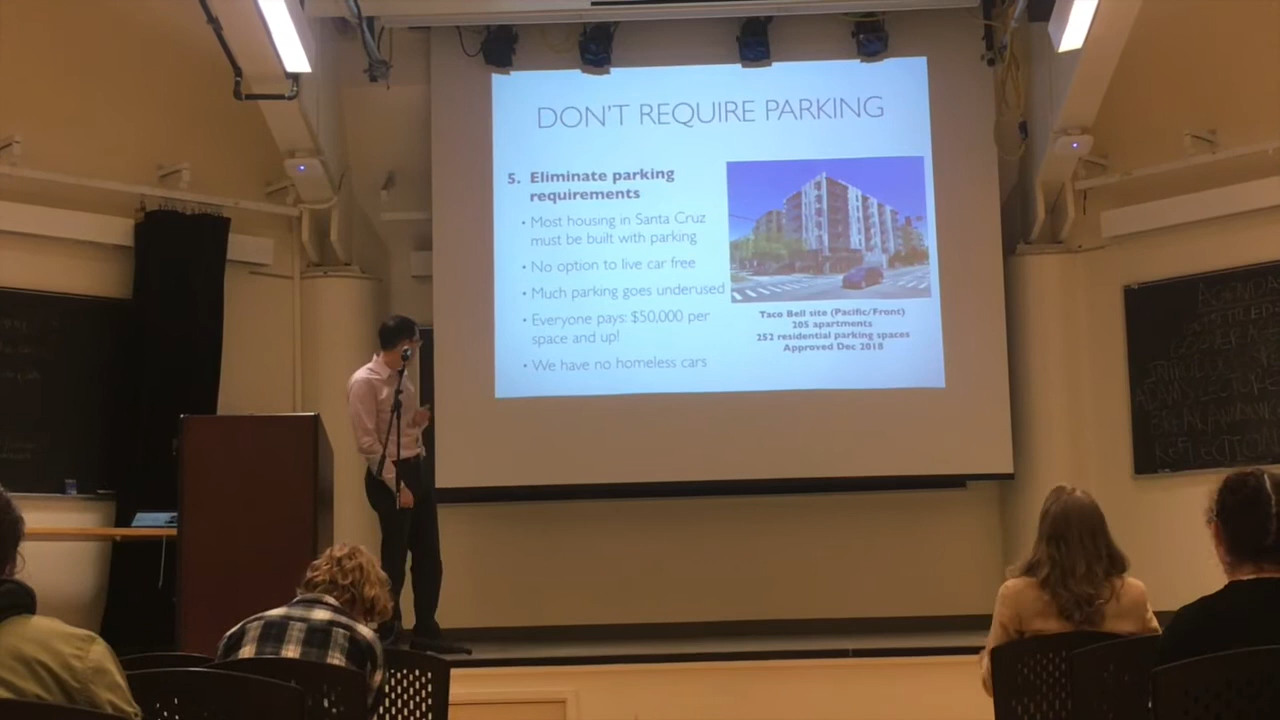 DON'T REQUIRE PARKING
5. Eliminate parking
requirements
• Most housing in Santa Cruz
must be built with parking
• No option to live car free
• Much parking goes underused
• Everyone pays: $50,000 per
space and up!
• We have no homeless cars
Taco Bell site (Pacific/Front)
205 apartments
252 residential parking spaces
Approved Dec 2018
AGENDA